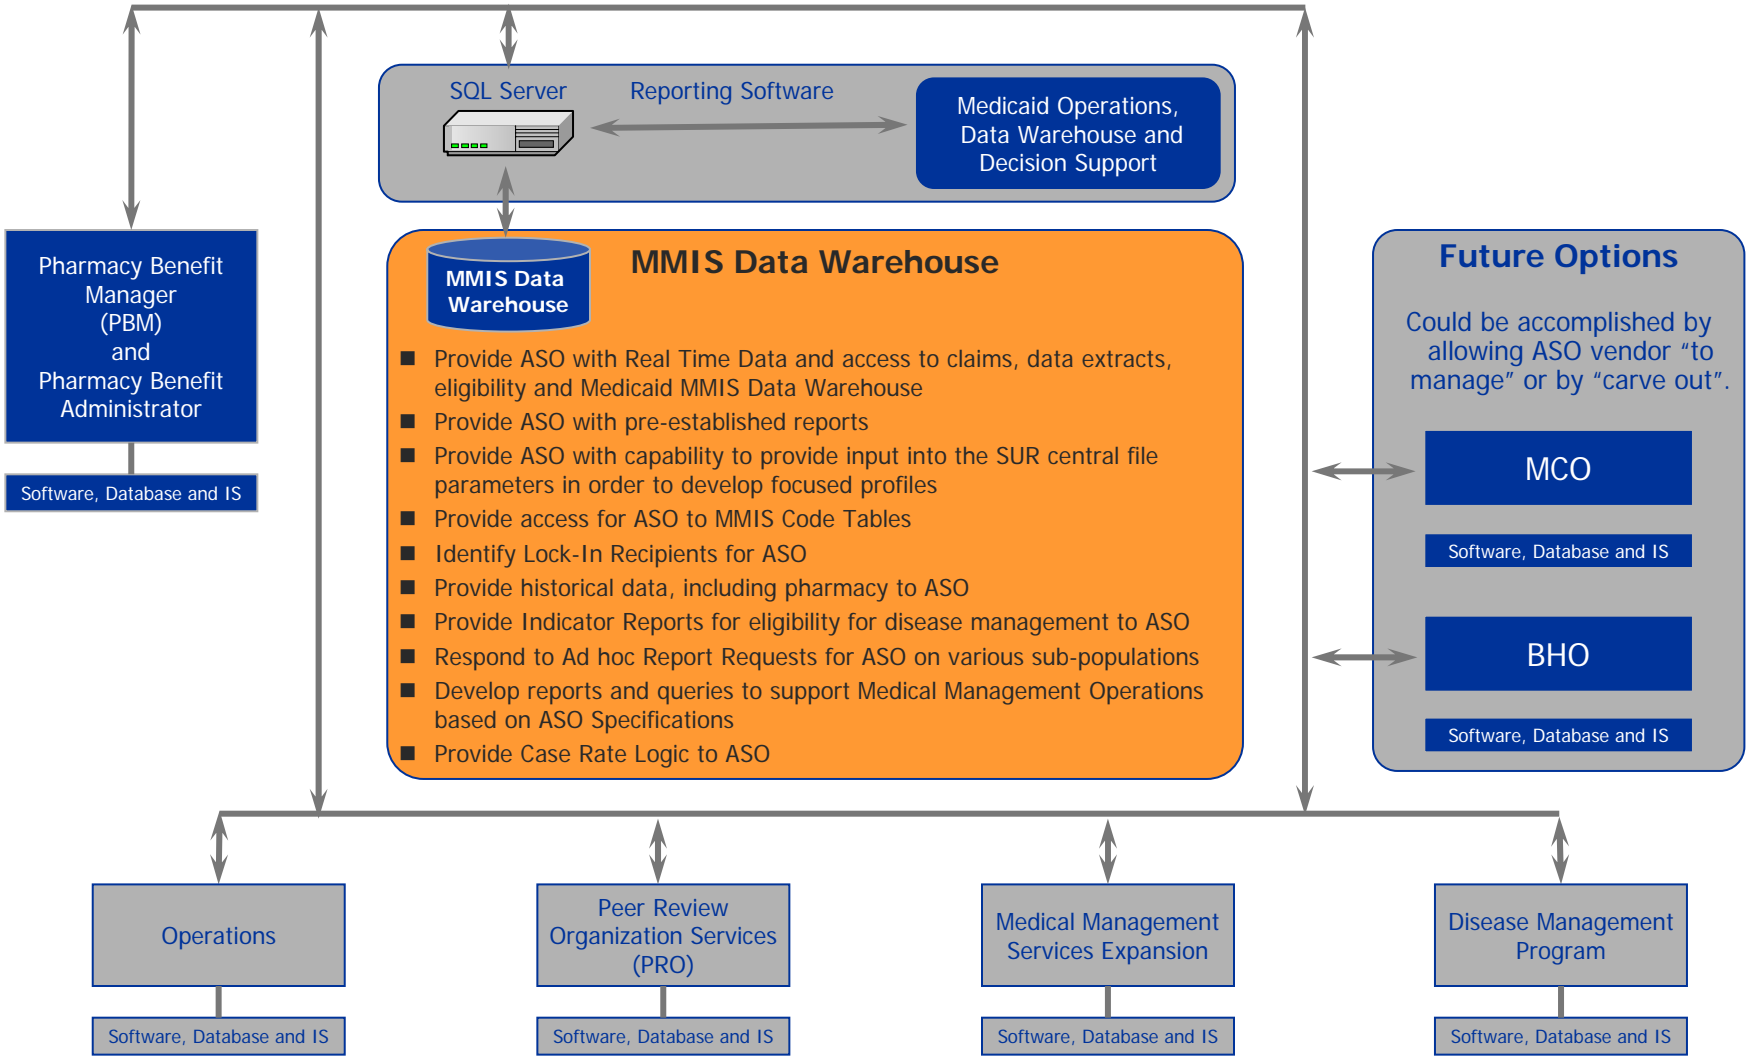 SQL Server
Reporting Software
Medicaid Operations,
Data Warehouse and
Decision Support
Pharmacy Benefit
Manager
(PBM)
and
Pharmacy Benefit
Administrator
Software, Database and IS
MMIS Data
Warehouse
MMIS Data Warehouse
Provide ASO with Real Time Data and access to claims, data extracts,
eligibility and Medicaid MMIS Data Warehouse
Provide ASO with pre-established reports
Provide ASO with capability to provide input into the SUR central file
parameters in order to develop focused profiles
Provide access for ASO to MMIS Code Tables
Identify Lock-In Recipients for ASO
Provide historical data, including pharmacy to ASO
Provide Indicator Reports for eligibility for disease management to ASO
Respond to Ad hoc Report Requests for ASO on various sub-populations
Develop reports and queries to support Medical Management Operations
based on ASO Specifications
Provide Case Rate Logic to ASO
Future Options
Could be accomplished by
allowing ASO vendor “to
manage” or by “carve out”.
MCO
Software, Database and IS
BHO
Software, Database and IS
Operations
Software, Database and IS
Peer Review
Organization Services
(PRO)
Software, Database and IS
Medical Management
Services Expansion
Software, Database and IS
Disease Management
Program
Software, Database and IS